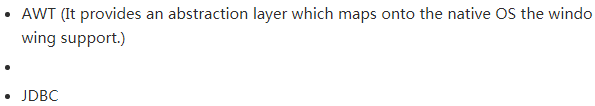 • AWT (It provides an abstraction layer which maps onto the native OS the windo
wing support.)
•
• JDBC